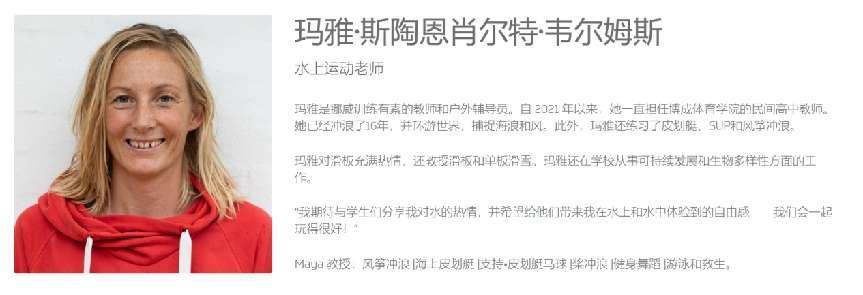 玛雅·斯陶恩肖尔特·韦尔姆斯
水上运动老师
玛雅是挪威训练有素的教师和户外辅导员。自 2021 年以来，她一直担任博戍体育学院的民间高中教师。
她已经冲浪了16年，并环游世界，捕捉海浪和风。此外，玛雅还练习了皮划艇，SUP和风筝冲浪。
玛雅对滑板充满热情，还教授滑板和单板滑雪。玛雅还在学校从事可持续发展和生物多样性方面的工
作。
"我期待与学生们分享我对水的热情，并希望给他们带来我在水上和水中体验到的自由感——我们会一起
玩得很好！"
Maya 教授：风筝冲浪 |海上皮划艇 |支持•皮划艇马球 |桨冲浪 |健身舞蹈 |游泳和救生。